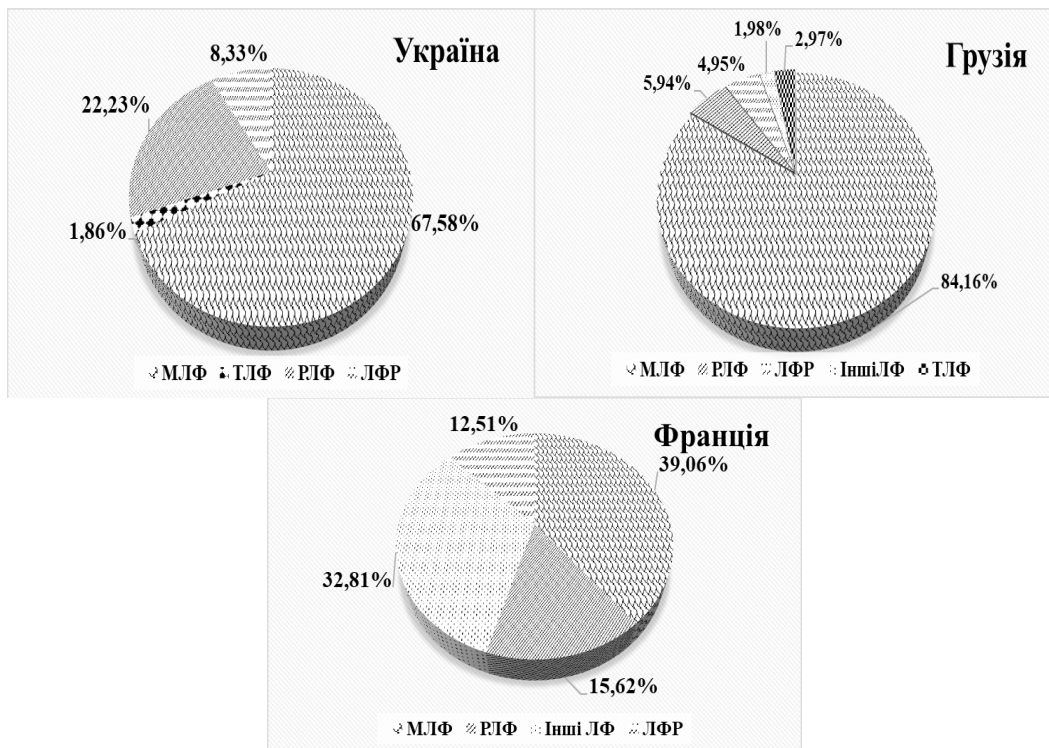 Україна
8,33%
22,23%
1,86%
67,58%
МЛФ ТЛФ РЛФ ЛФР
Грузія
1,98%
2,97%
4,95%
5,94%
84,16%
МЛФ РЛФ ЛФР ІншіЛФ ТЛФ
Франція
12,51%
39,06%
32,81%
15,62%
МЛФ РЛФ Інші ЛФ ЛФР